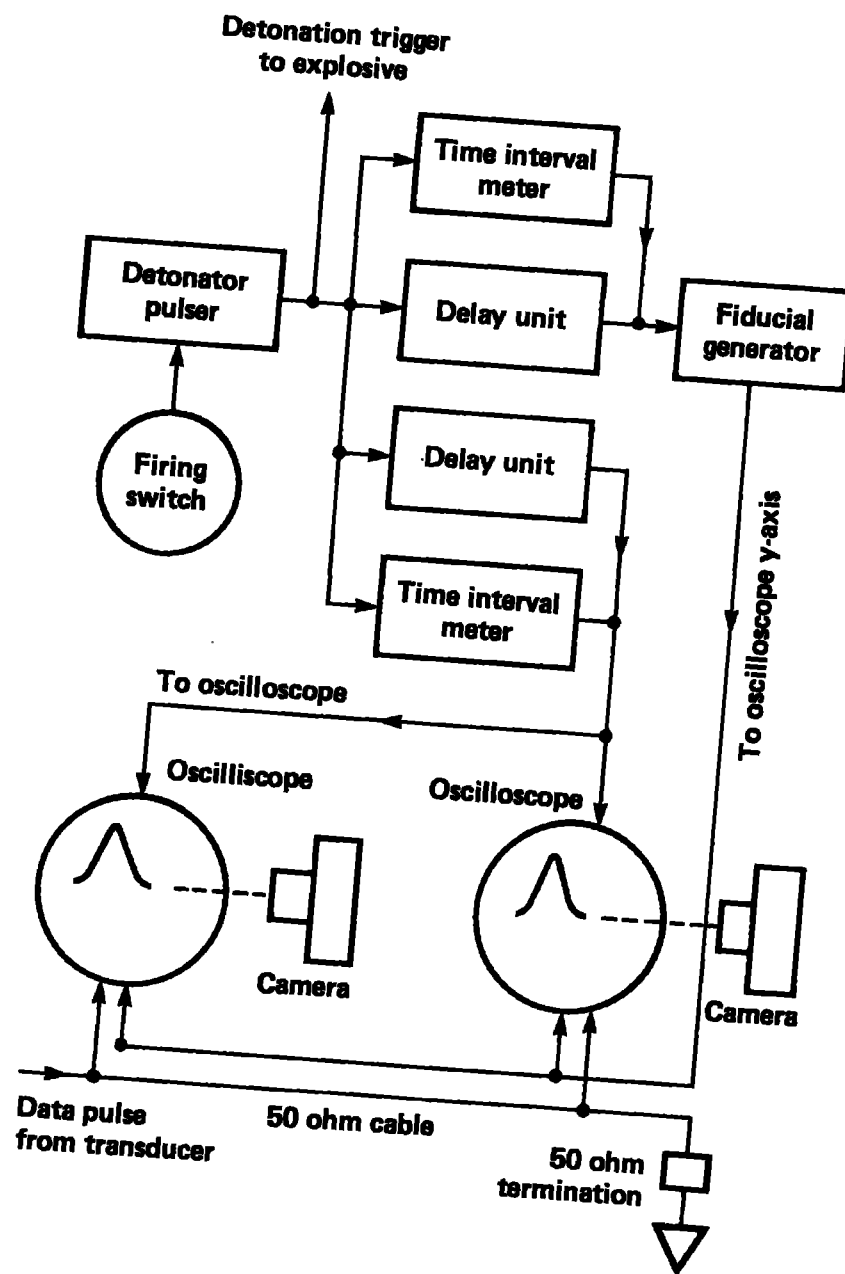 Detonation trigger
to explosive
Time interval
meter
Detonator
pulser
Delay unit
Fiducial
generator
Firing
switch
Delay unit
Time interval
meter
To oscilloscope y-axis
To oscilloscope
Oscilliscope
Oscilloscope
Camera
Camera
Data pulse
from transducer
50 ohm cable
50 ohm
termination